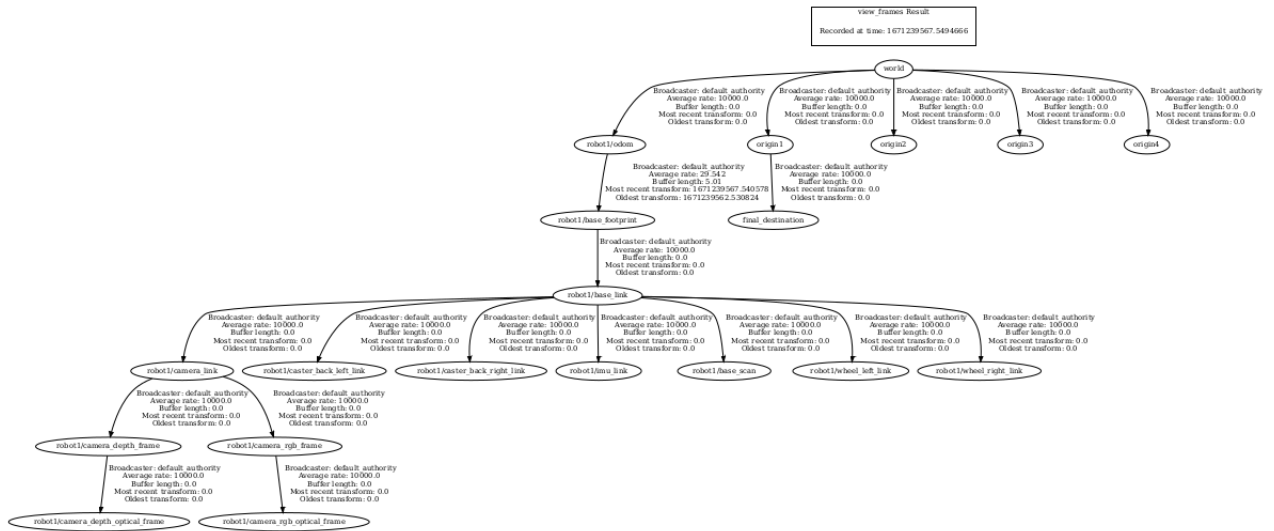 view_frames Result
Recorded at time: 1671239567.5494666
world
Broadcaster: default_authority
Average rate: 10000.0
Buffer length: 0.0
Most recent transform: 0.0
Oldest transform: 0.0
Broadcaster: default_authority
Average rate: 10000.0
Buffer length: 0.0
Most recent transform: 0.0
Oldest transform: 0.0
Broadcaster: default_authority
Average rate: 10000.0
Buffer length: 0.0
Most recent transform: 0.0
Oldest transform: 0.0
Broadcaster: default_authority
Average rate: 10000.0
Buffer length: 0.0
Most recent transform: 0.0
Oldest transform: 0.0
Broadcaster: default_authority
Average rate: 10000.0
Buffer length: 0.0
Most recent transform: 0.0
Oldest transform: 0.0
robot1/odom
origin1
origin2
origin3
origin4
Broadcaster: default_authority
Average rate: 29.542
Buffer length: 5.01
Most recent transform: 1671239567.540578
Oldest transform: 1671239562.530824
Broadcaster: default_authority
Average rate: 10000.0
Buffer length: 0.0
Most recent transform: 0.0
Oldest transform: 0.0
robot1/base_footprint
final_destination
Broadcaster: default_authority
Average rate: 10000.0
Buffer length: 0.0
Most recent transform: 0.0
Oldest transform: 0.0
robot1/base_link
Broadcaster: default_authority
Average rate: 10000.0
Buffer length: 0.0
Most recent transform: 0.0
Oldest transform: 0.0
Broadcaster: default_authority
Average rate: 10000.0
Buffer length: 0.0
Most recent transform: 0.0
Oldest transform: 0.0
Broadcaster: default_authority
Average rate: 10000.0
Buffer length: 0.0
Most recent transform: 0.0
Oldest transform: 0.0
Broadcaster: default_authority
Average rate: 10000.0
Buffer length: 0.0
Most recent transform: 0.0
Oldest transform: 0.0
Broadcaster: default_authority
Average rate: 10000.0
Buffer length: 0.0
Most recent transform: 0.0
Oldest transform: 0.0
Broadcaster: default_authority
Average rate: 10000.0
Buffer length: 0.0
Most recent transform: 0.0
Oldest transform: 0.0
Broadcaster: default_authority
Average rate: 10000.0
Buffer length: 0.0
Most recent transform: 0.0
Oldest transform: 0.0
robot1/camera_link
robot1/caster_back_left_link
robot1/caster_back_right_link
robot1/imu_link
robot1/base_scan
robot1/wheel_left_link
robot1/wheel_right_link
Broadcaster: default_authority
Average rate: 10000.0
Buffer length: 0.0
Most recent transform: 0.0
Oldest transform: 0.0
Broadcaster: default_authority
Average rate: 10000.0
Buffer length: 0.0
Most recent transform: 0.0
Oldest transform: 0.0
robot1/camera_depth_frame
robot1/camera_rgb_frame
Broadcaster: default_authority
Average rate: 10000.0
Buffer length: 0.0
Most recent transform: 0.0
Oldest transform: 0.0
Broadcaster: default_authority
Average rate: 10000.0
Buffer length: 0.0
Most recent transform: 0.0
Oldest transform: 0.0
robot1/camera_depth_optical_frame
robot1/camera_rgb_optical_frame